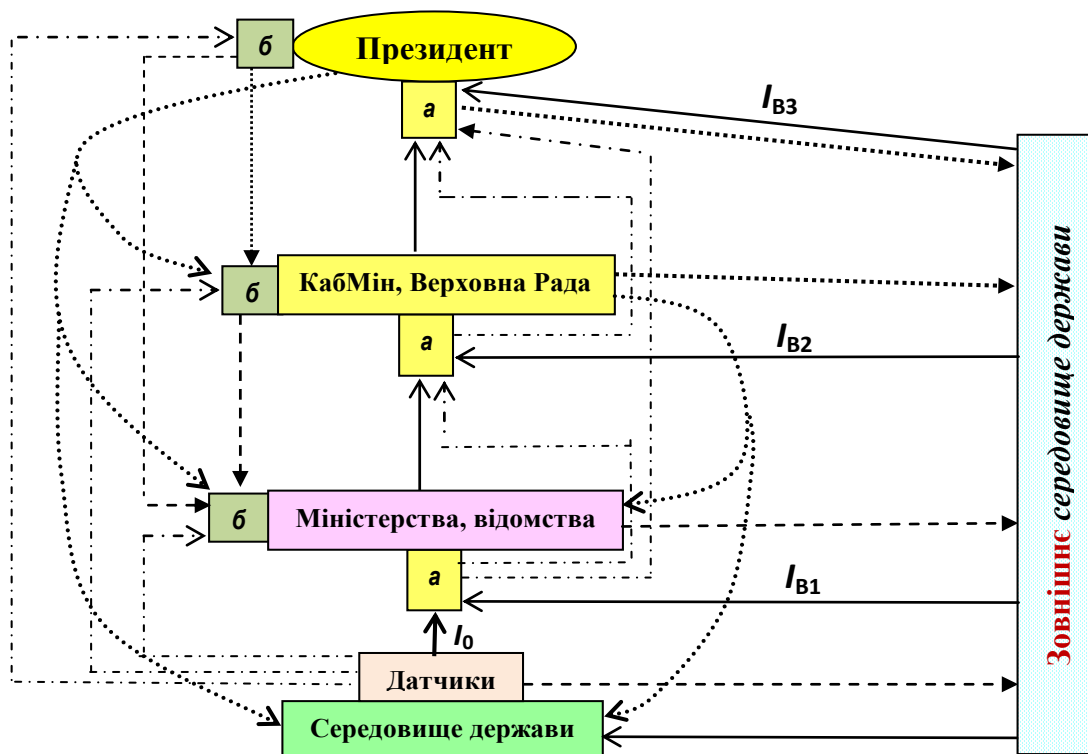 б
Президент
а
IВ3
б
КабМін, Верховна Рада
а
IВ2
б
Міністерства, відомства
а
IВ1
I0
Датчики
Середовище держави
Зовнішнє середовище держави